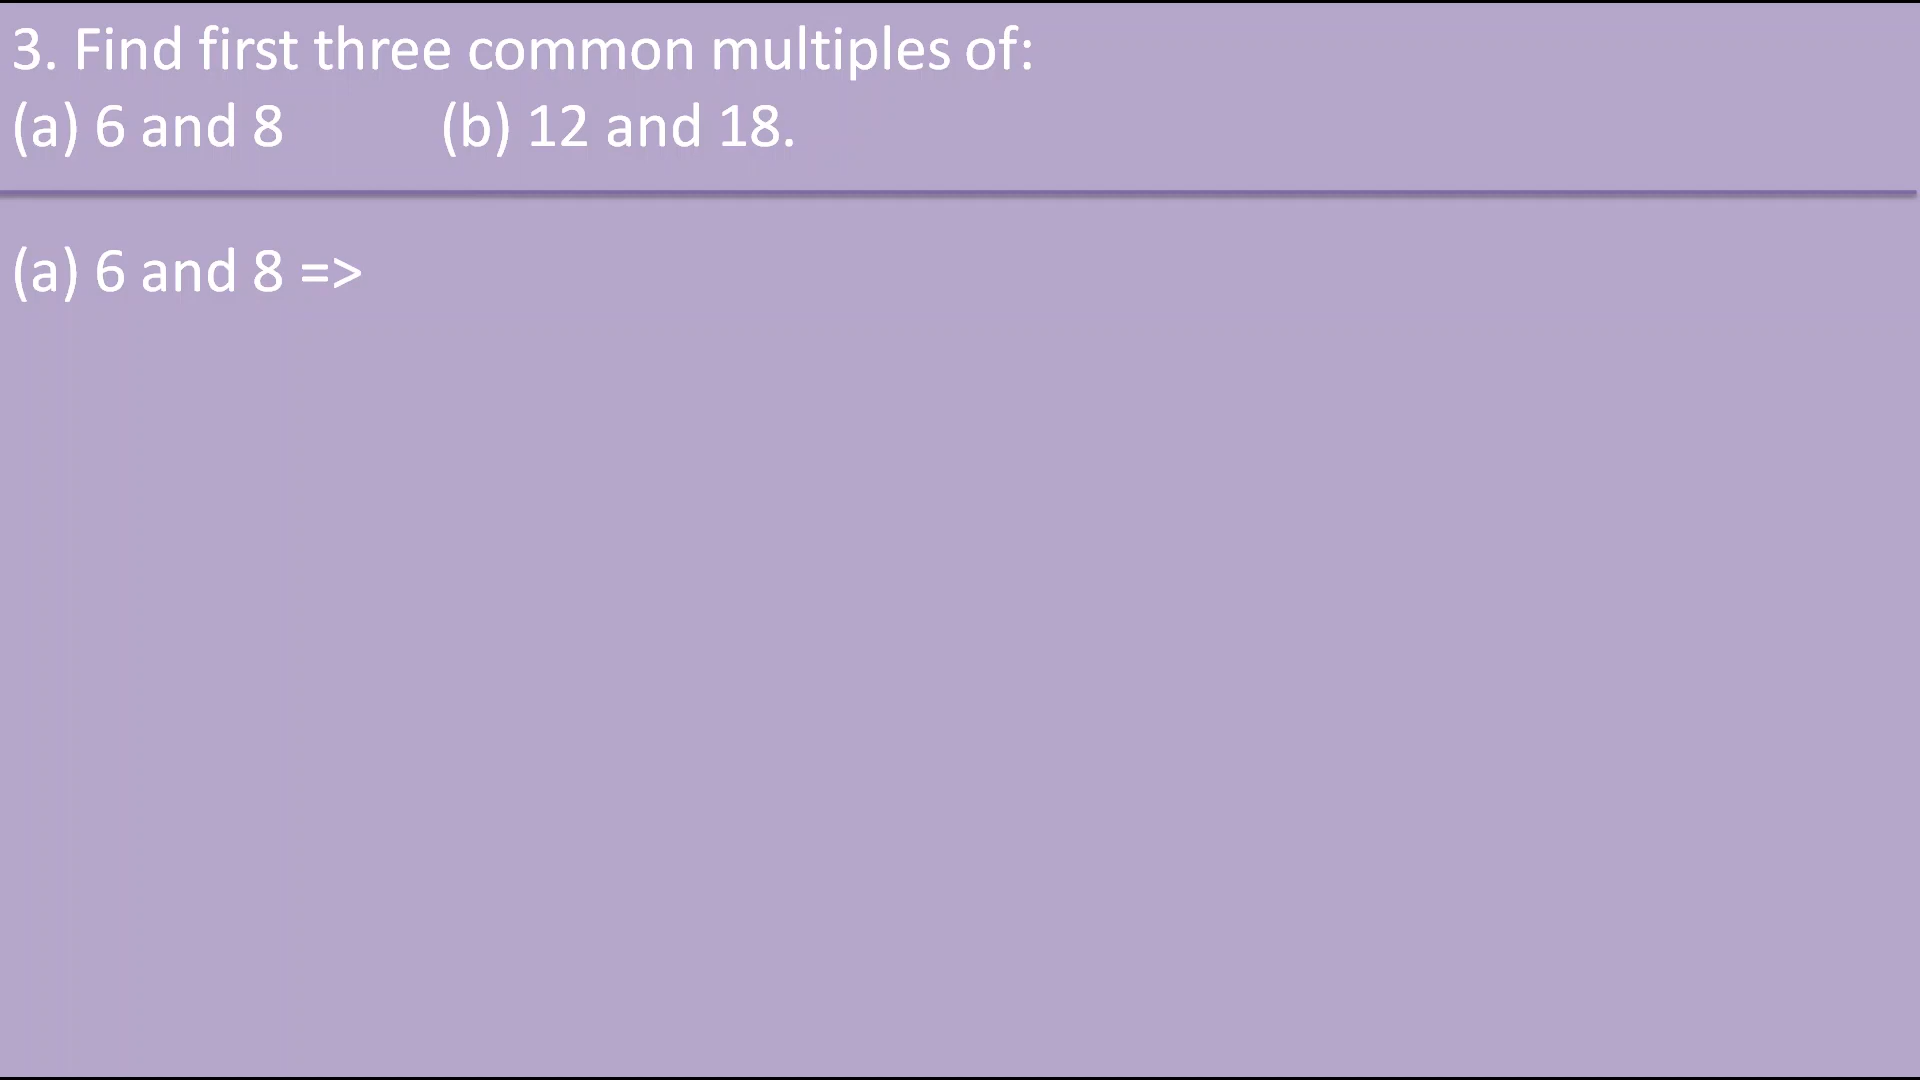 3. Find first three common multiples of:
(a) 6 and 8 (b) 12 and 18.
(a) 6 and 8 =>